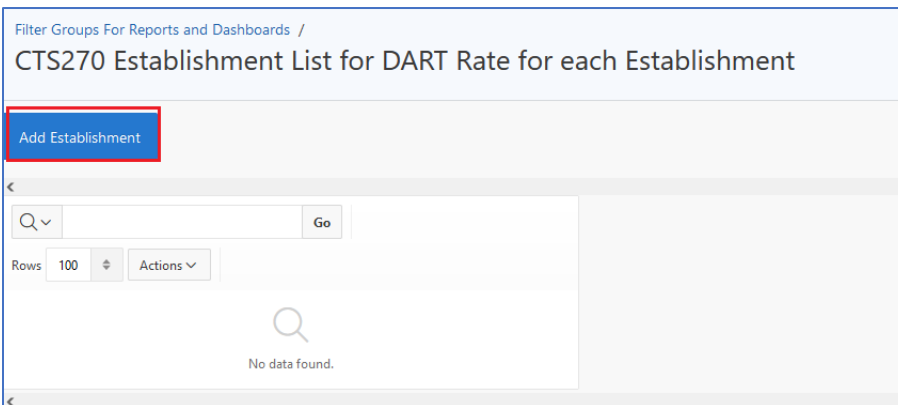 Filter Groups For Reports and Dashboards /
CTS270 Establishment List for DART Rate for each Establishment
Add Establishment
Go
Rows 100 Actions
No data found.